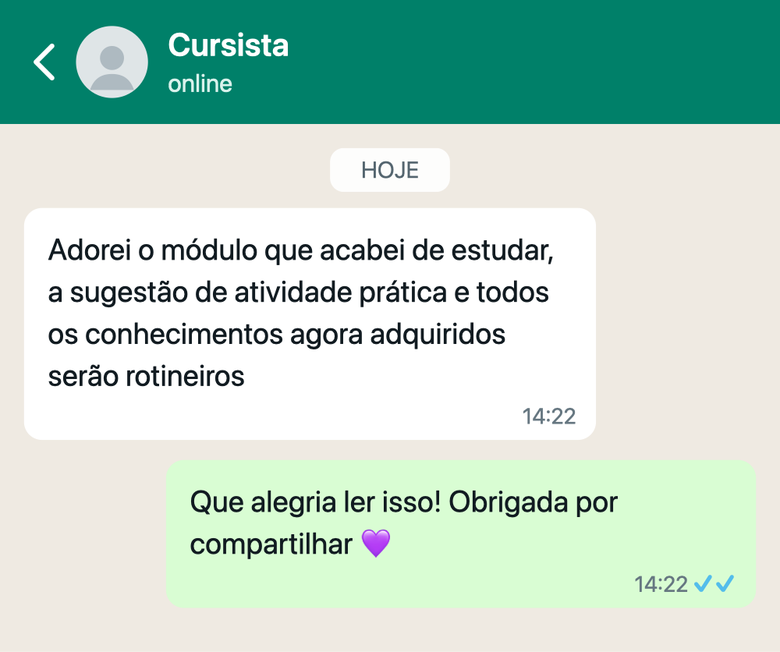 Cursista
online
HOJE
Adorei o módulo que acabei de estudar,
a sugestão de atividade prática e todos
os conhecimentos agora adquiridos
serão rotineiros
14:22
Que alegria ler isso! Obrigada por
compartilhar 💜
14:22